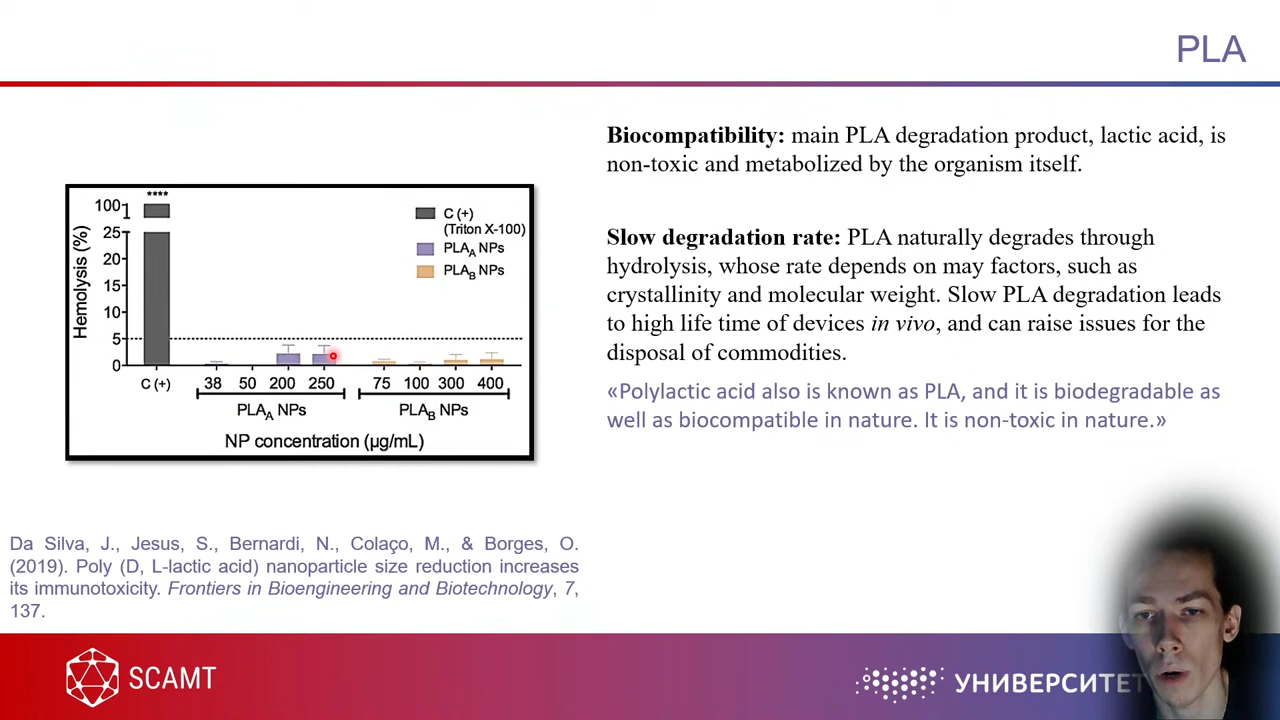 PLA
Biocompatibility: main PLA degradation product, lactic acid, is
non-toxic and metabolized by the organism itself.
Slow degradation rate: PLA naturally degrades through
hydrolysis, whose rate depends on may factors, such as
crystallinity and molecular weight. Slow PLA degradation leads
to high life time of devices in vivo, and can raise issues for the
disposal of commodities.
«Polylactic acid also is known as PLA, and it is biodegradable as
well as biocompatible in nature. It is non-toxic in nature.»
****
100
1
25
20
15
10
5
0
Hemolysis (%)
C (+)
(Triton X-100)
PLAA NPs
PLAB NPs
C (+) 38 50 200 250 75 100 300 400
PLAA NPs PLAB NPs
NP concentration (µg/mL)
Da Silva, J., Jesus, S., Bernardi, N., Colaço, M., & Borges, O.
(2019). Poly (D, L-lactic acid) nanoparticle size reduction increases
its immunotoxicity. Frontiers in Bioengineering and Biotechnology, 7,
137.
SCAMT
УНИВЕРСИТЕТ